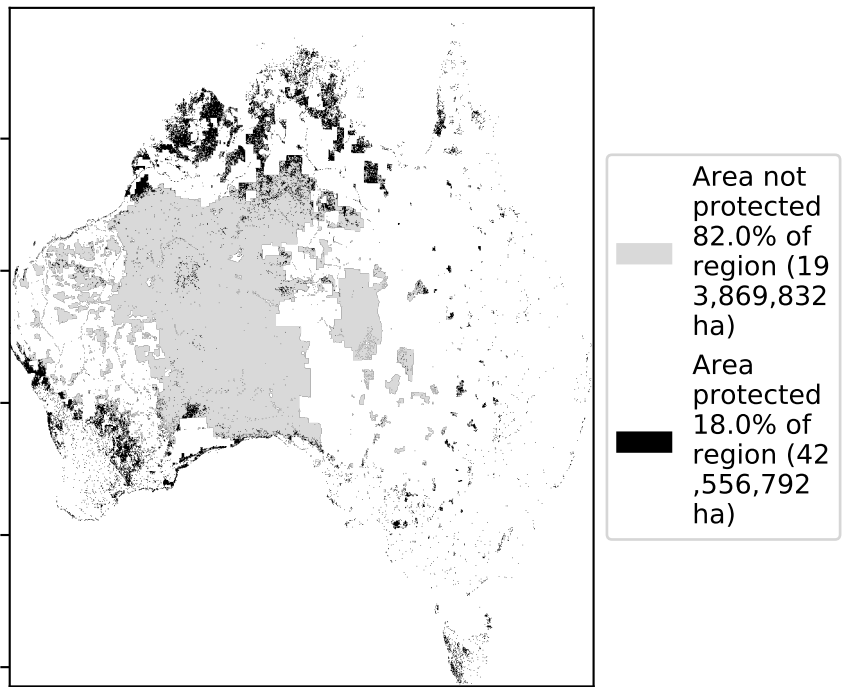 Area not
protected
82.0% of
region (19
3,869,832
ha)
Area
protected
18.0% of
region (42
,556,792
ha)